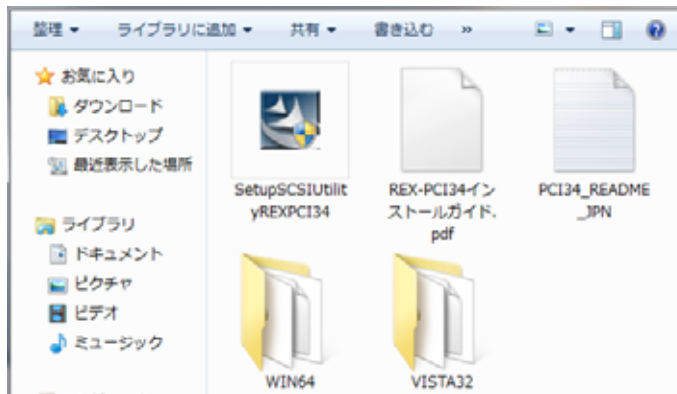 整理 ▼ ライブラリに追加 ▼ 共有 ▼ 書き込む »
お気に入り
ダウンロード
デスクトップ
最近表示した場所
ライブラリ
ドキュメント
ピクチャ
ビデオ
ミュージック
SetupSCSIUtilit
yREXPCI34
REX-PCI34イン
ストールガイド.
pdf
PCI34_README
_JPN
WIN64
VISTA32